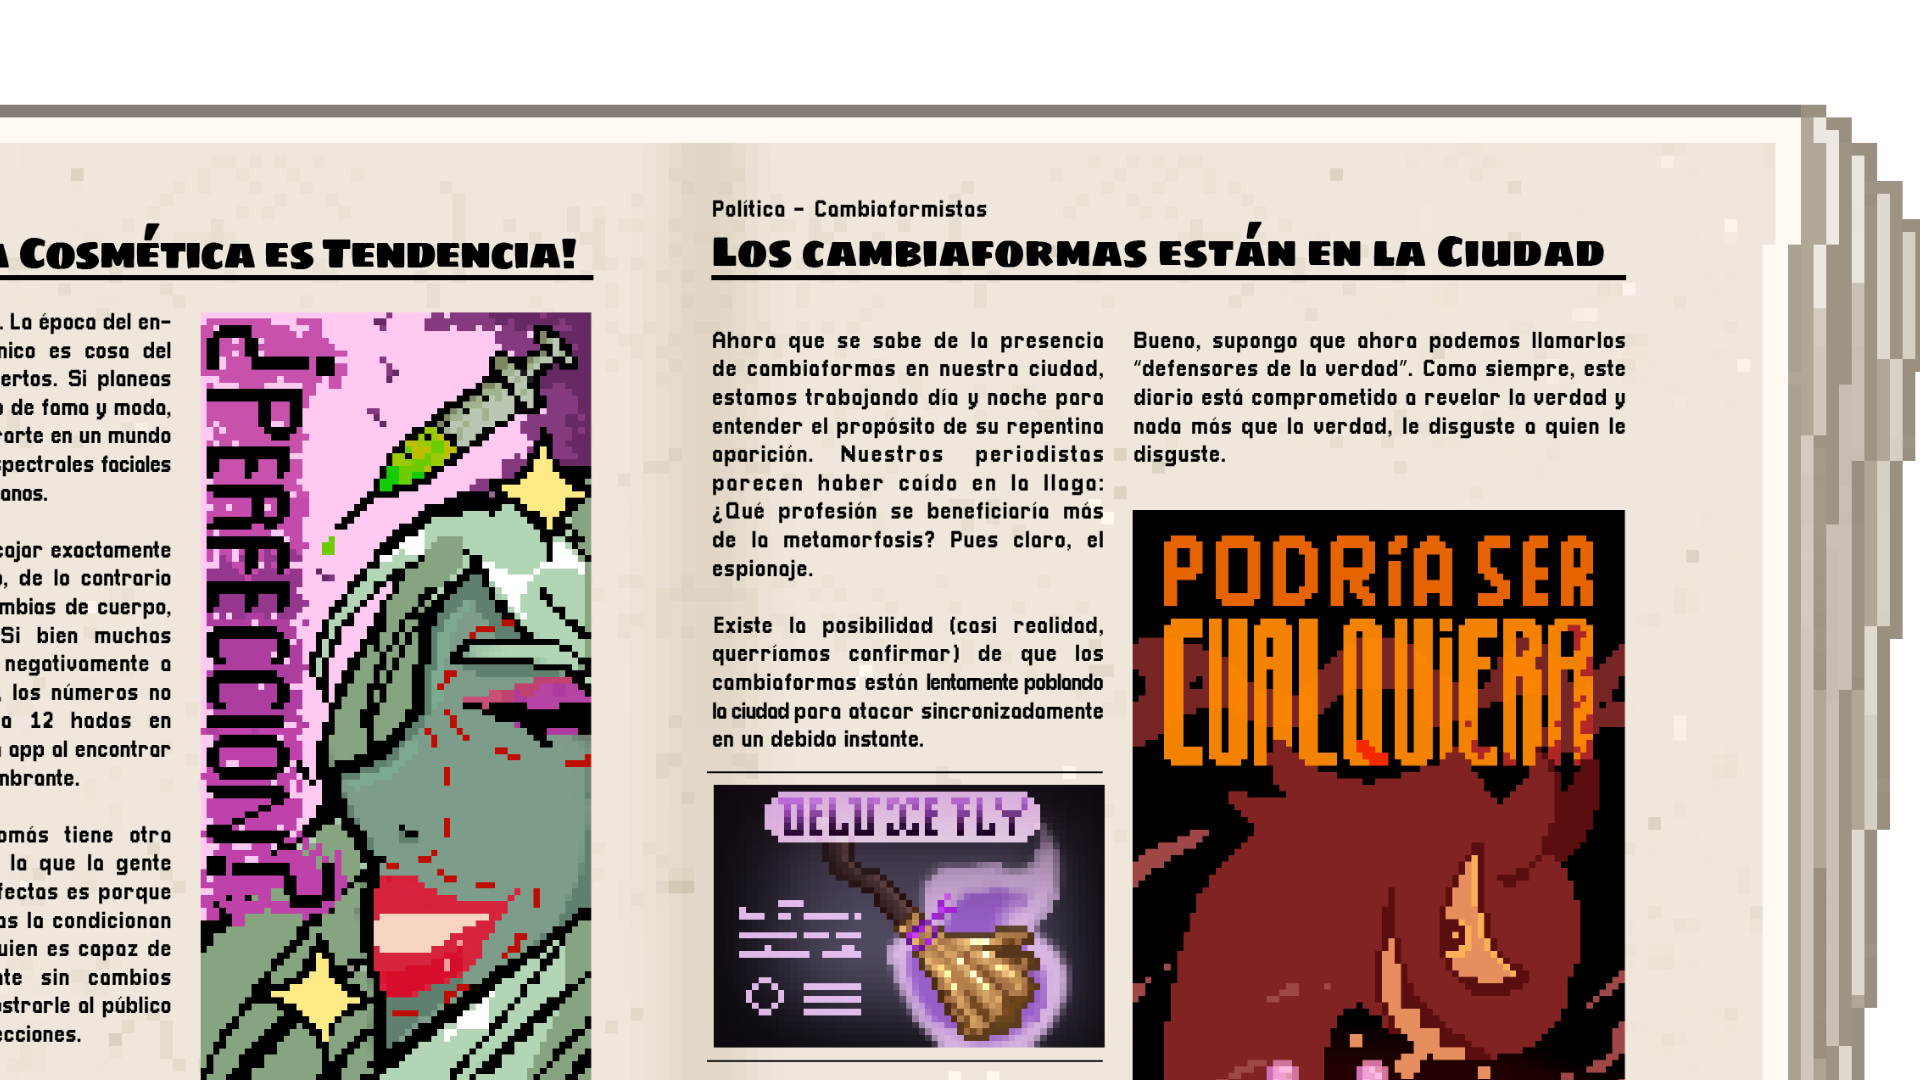 A COSMÉTICA ES TENDENCIA!
. La época del en-
nico es cosa del
ertos. Si planeas
o de fama y moda,
rarte en un mundo
spectrales faciales
anos.
cajar exactamente
o, de lo contrario
mbios de cuerpo,
Si bien muchas
negativamente a
, los números no
a 12 hadas en
a app al encontrar
mbrante.
omás tiene otra
la que la gente
fectas es porque
as la condicionan
uien es capaz de
nte sin cambios
ostrarle al público
ecciones.
¿PERFECCIÓN?
Política - Cambiaformistas
LOS CAMBIAFORMAS ESTÁN EN LA CIUDAD
Ahora que se sabe de la presencia
de cambiaformas en nuestra ciudad,
estamos trabajando día y noche para
entender el propósito de su repentina
aparición. Nuestros periodistas
parecen haber caído en la llaga:
¿Qué profesión se beneficiaría más
de la metamorfosis? Pues claro, el
espionaje.
Existe la posibilidad (casi realidad,
querríamos confirmar) de que los
cambiaformas están lentamente poblando
la ciudad para atacar sincronizadamente
en un debido instante.
Bueno, supongo que ahora podemos llamarlos
“defensores de la verdad”. Como siempre, este
diario está comprometido a revelar la verdad y
nada más que la verdad, le disguste a quien le
disguste.
PODRÍA SER
CUALQUIERA